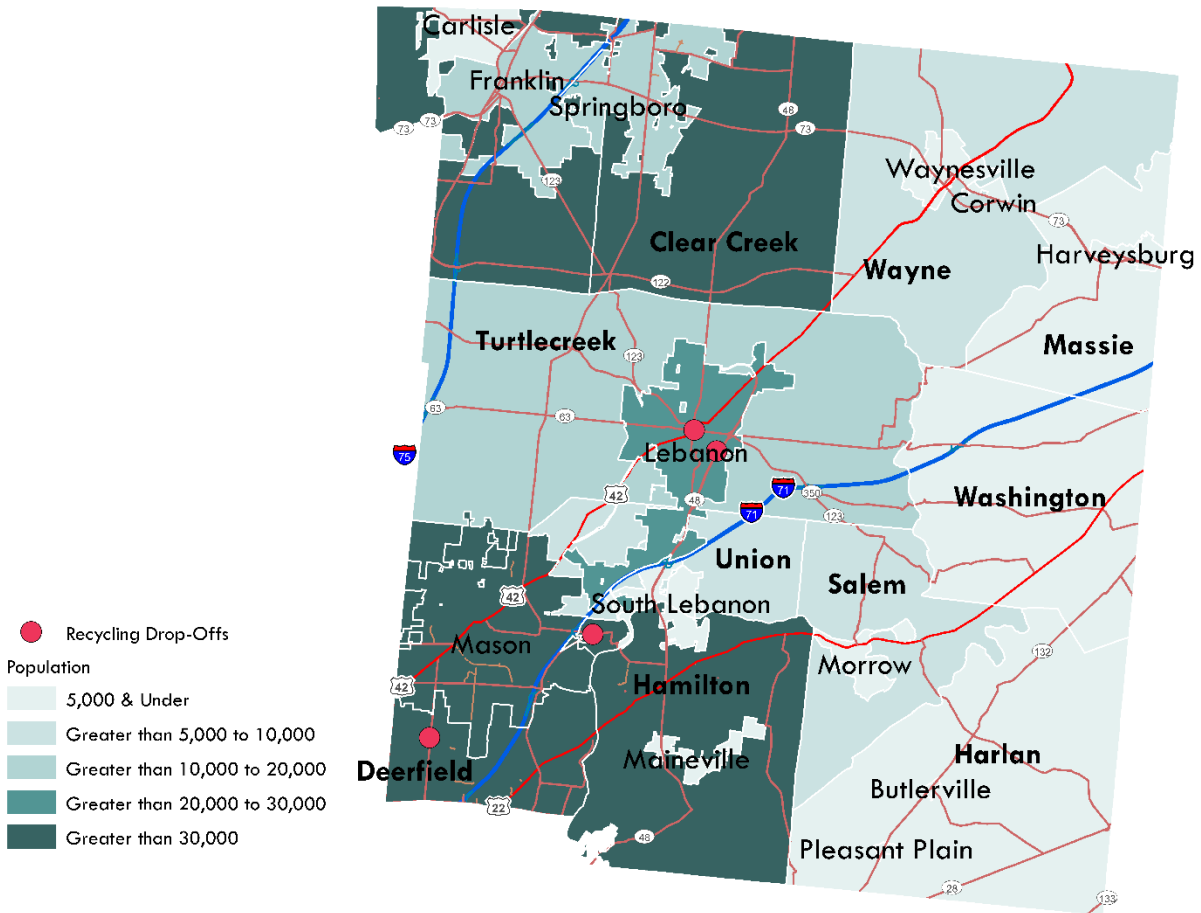 Carlisle
Franklin
Springboro
48
73
73
73
123
Waynesville
Corwin
73
Clear Creek
Harveysburg
Wayne
122
Turtlecreek
123
Massie
63
63
75
Lebanon
42
48
71
350
71
123
Washington
Union
Salem
42
South Lebanon
Recycling Drop-Offs
Mason
132
Population
Morrow
42
Hamilton
5,000 & Under
Greater than 5,000 to 10,000
Deerfield
Maineville
Harlan
Greater than 10,000 to 20,000
Butlerville
Greater than 20,000 to 30,000
22
Greater than 30,000
48
Pleasant Plain
28
133